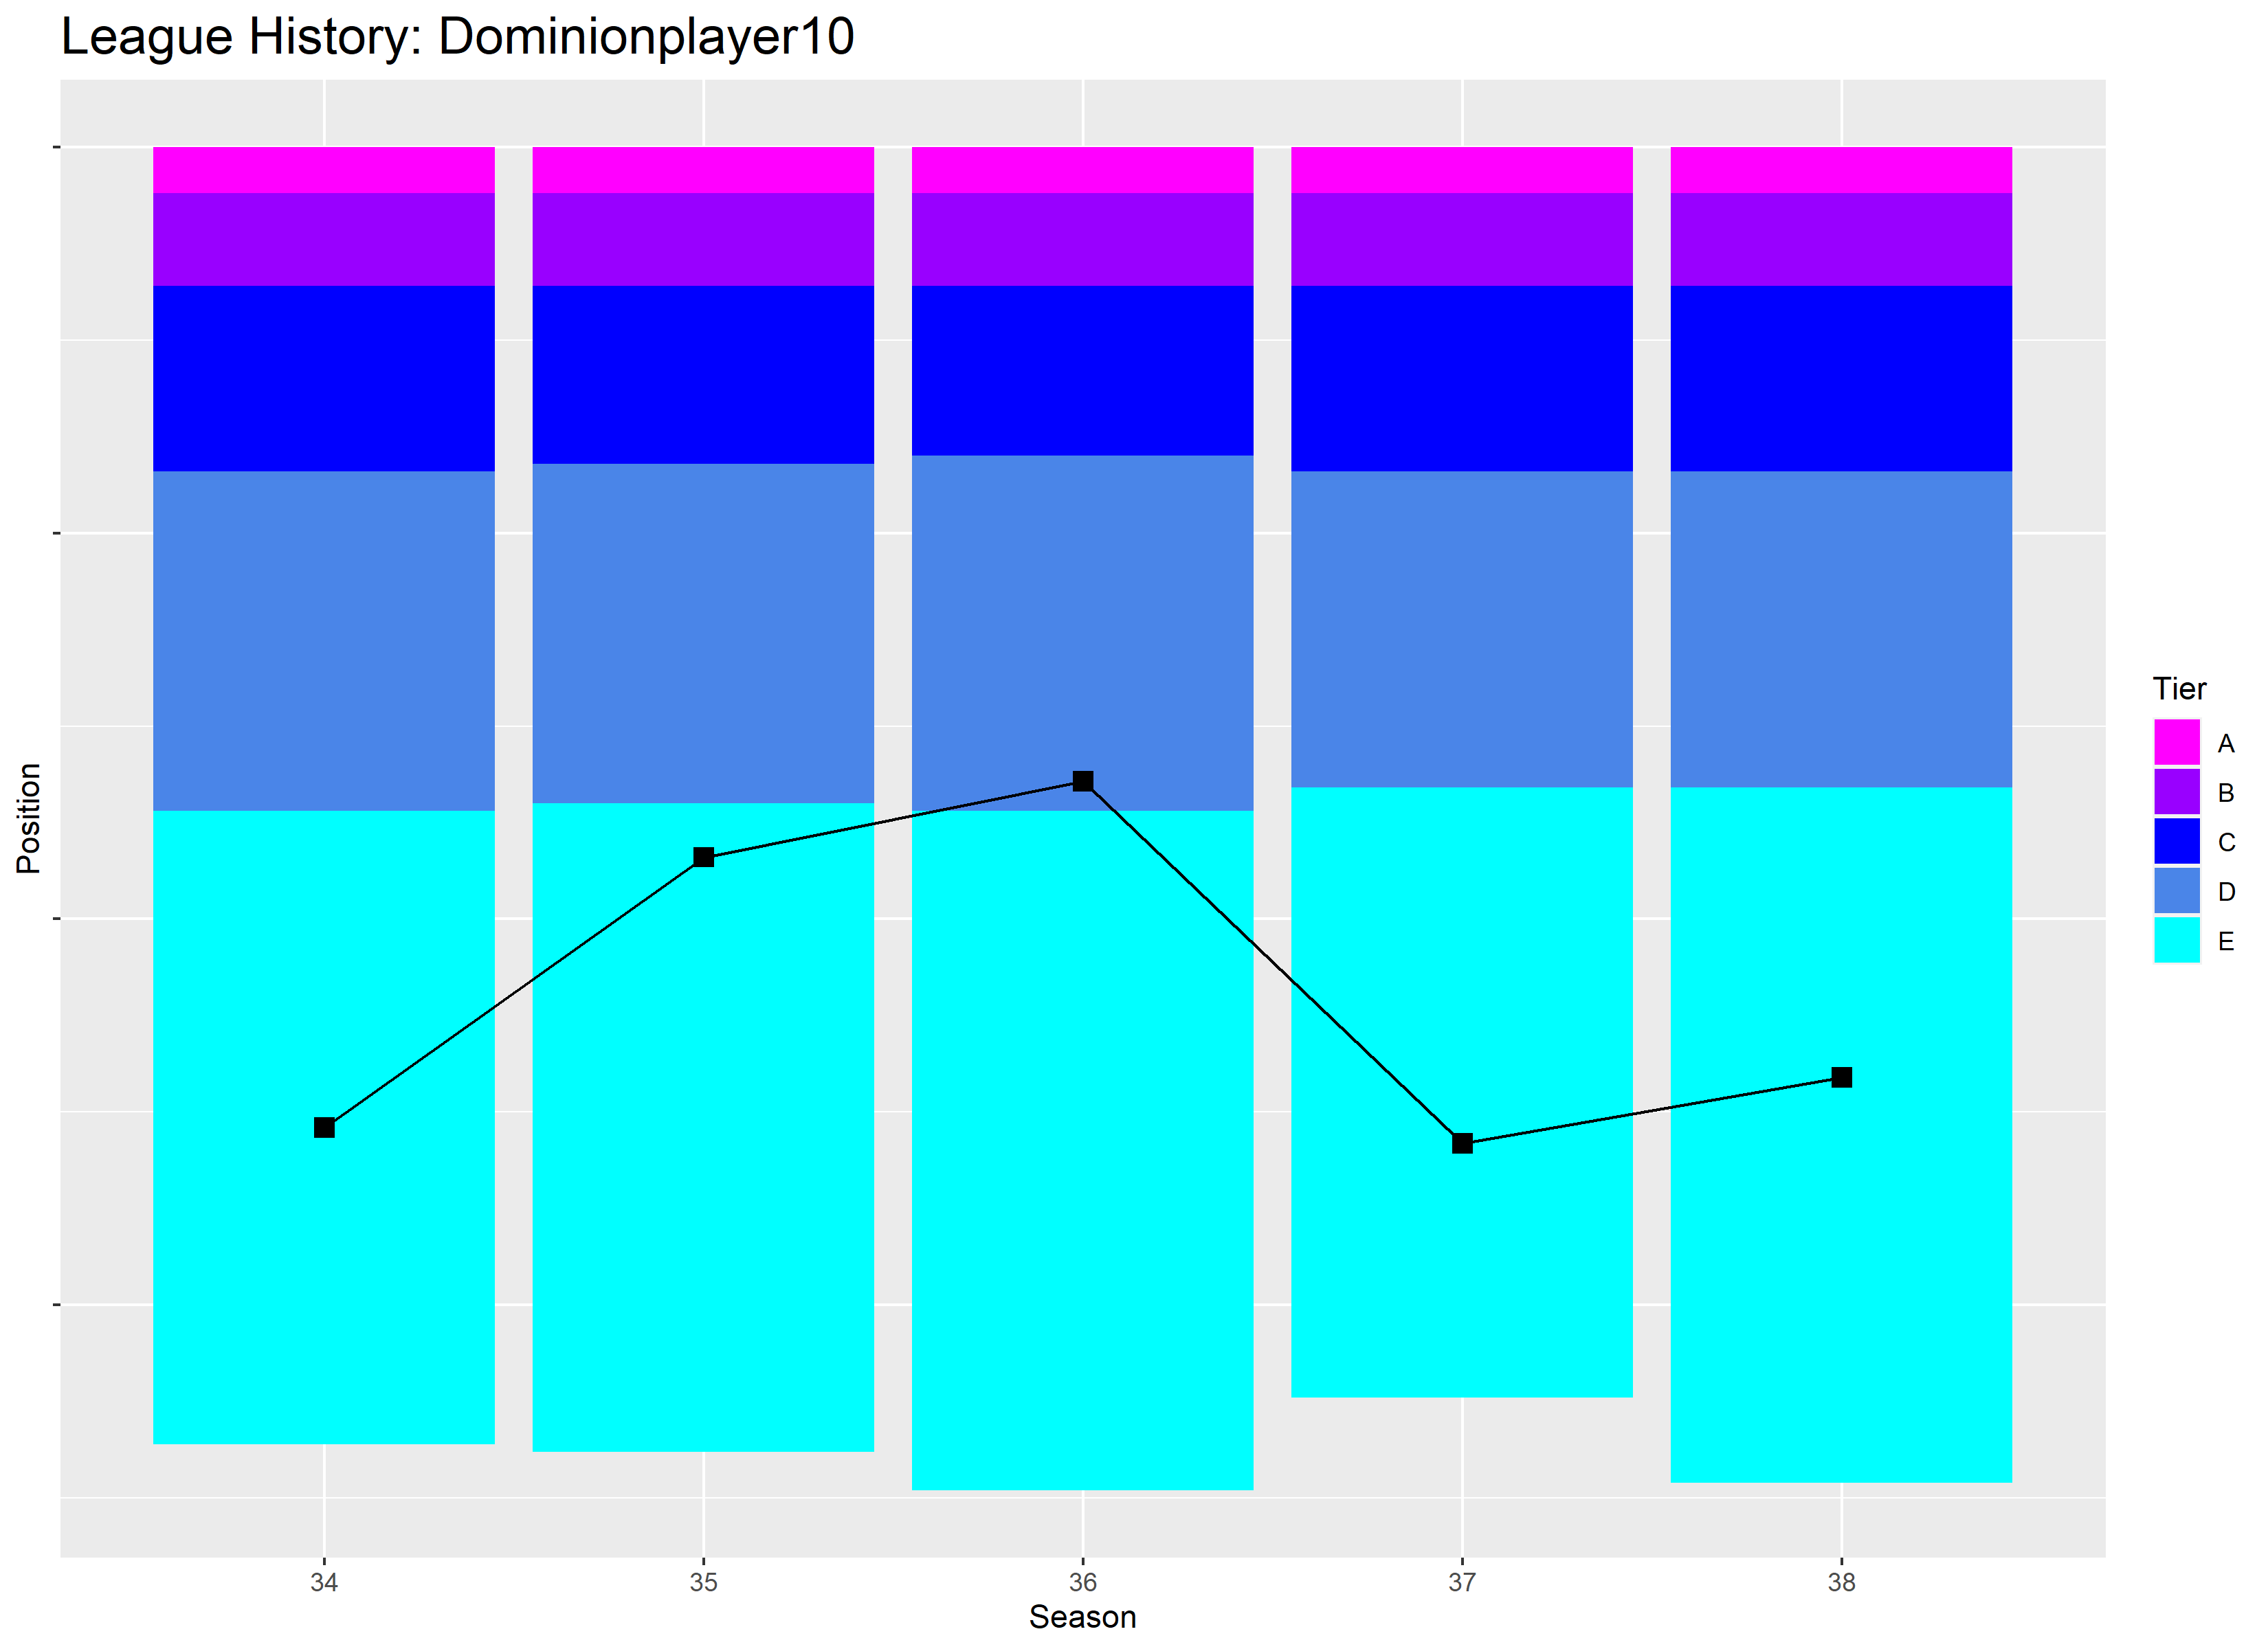 League History: Dominionplayer10
Position
Tier
A
B
C
D
E
34 35 36 37 38
Season